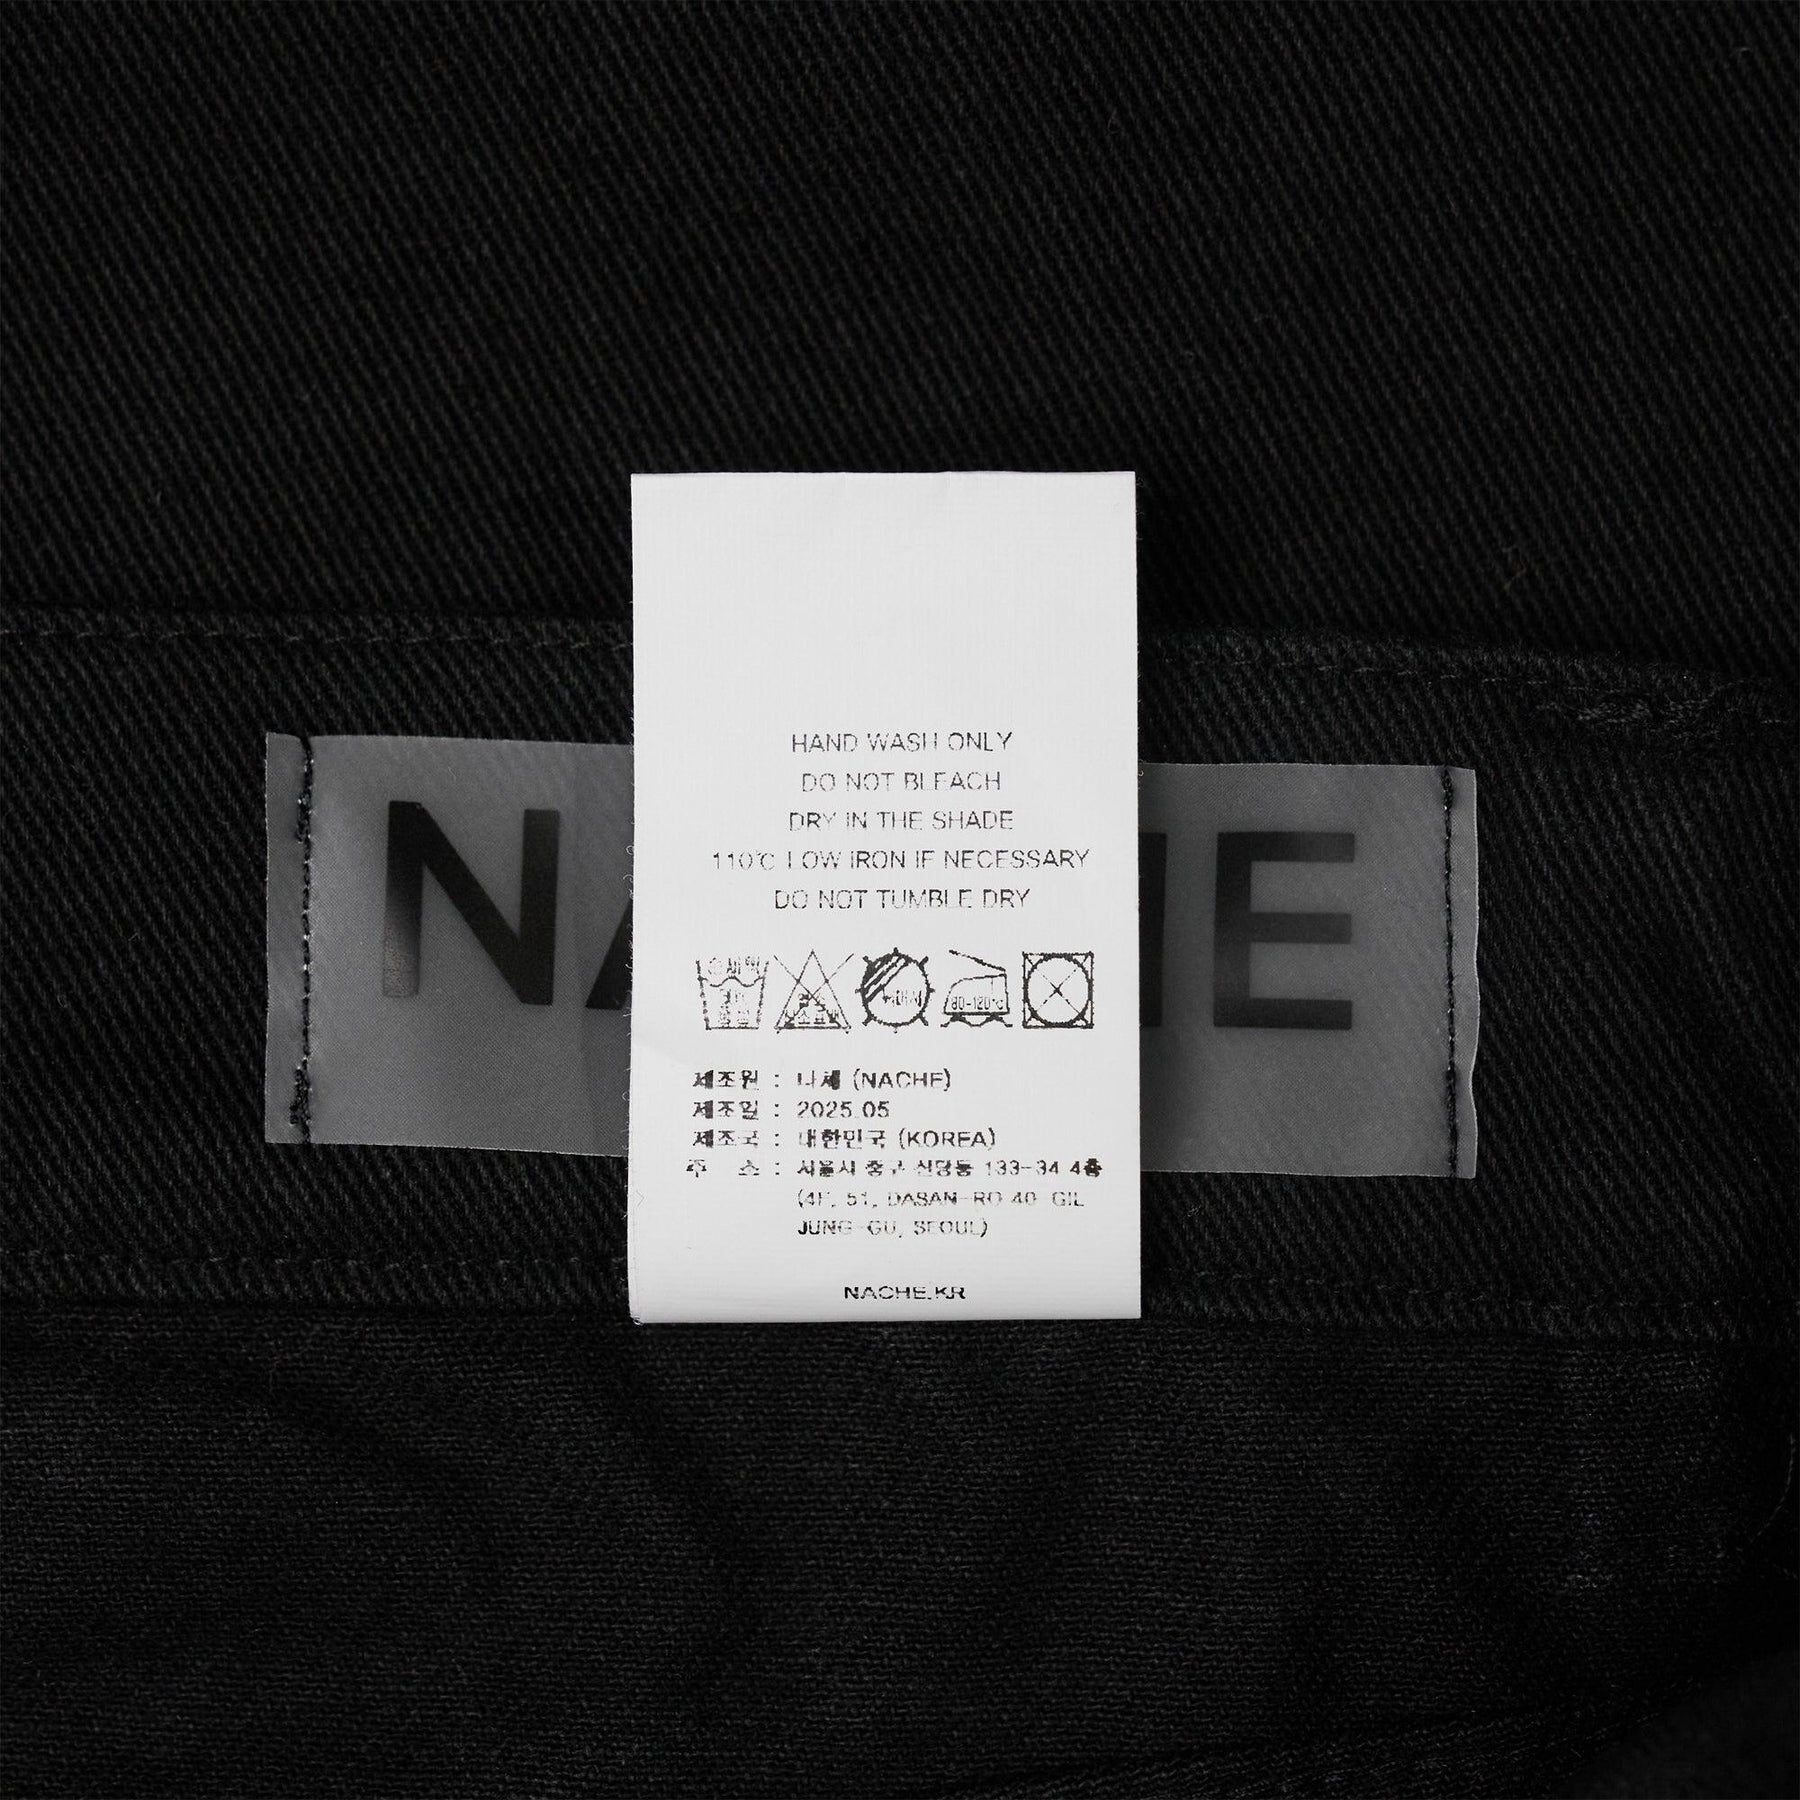 HAND WASH ONLY
DO NOT BLEACH
DRY IN THE SHADE
110℃ LOW IRON IF NECESSARY
DO NOT TUMBLE DRY
80-120℃
제조원 : 나체 (NACHE)
제조일 : 2025.05
제조국 : 대한민국 (KOREA)
주 소 : 서울시 중구 신당동 133-34 4층
(4F, 51, DASAN-RO 40-GIL
JUNG-GU, SEOUL)
NACHE.KR